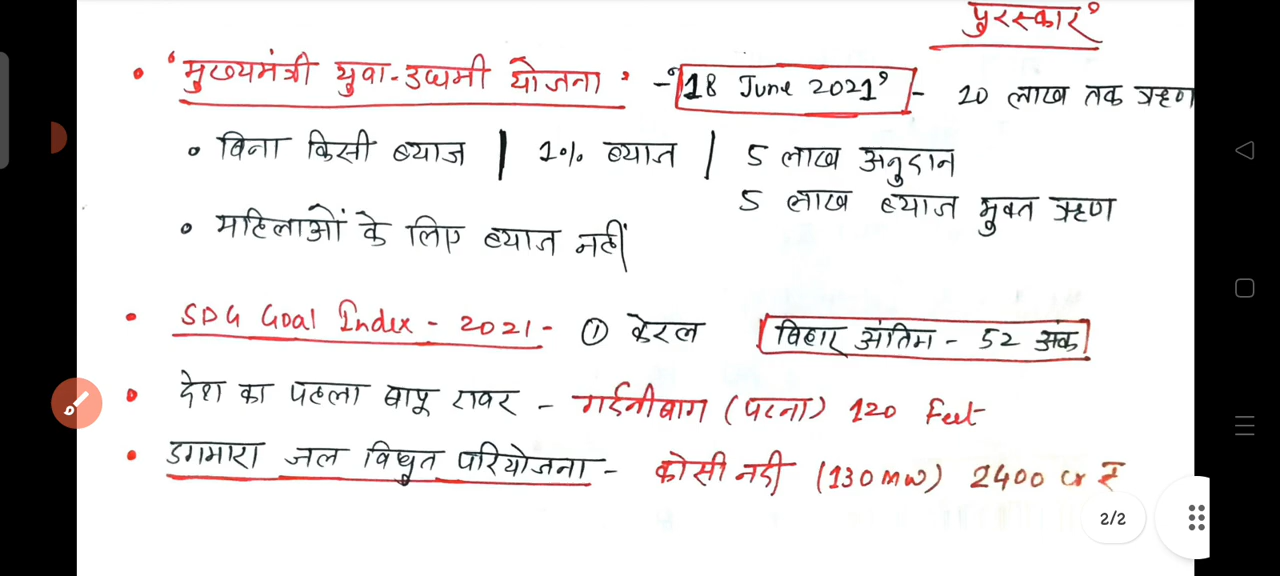 पुरस्कार'
• 'मुख्यमंत्री युवा-उद्यमी योजना' - '18 June 2021' - 10 लाख तक ऋण
• बिना किसी ब्याज | 1% ब्याज | 5 लाख अनुदान
5 लाख ब्याज मुक्त ऋण
• महिलाओं के लिए ब्याज नहीं
• SDG Goal Index - 2021 - ① केरल बिहार अंतिम - 52 अंक
• देश का पहला बापू टावर - गर्दनीबाग (पटना) 120 Feet
• डगमारा जल विधुत परियोजना - कोसी नदी (130 MW) 2400 Cr ₹
2/2